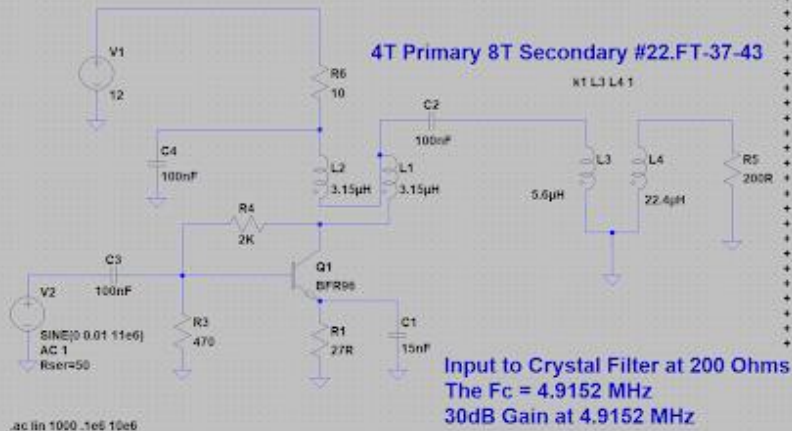 4T Primary 8T Secondary #22.FT-37-43
V1
12
R6
10
k1 L3 L4 1
C2
100nF
C4
100nF
L2
3.15µH
L1
3.15µH
L3
5.6µH
L4
22.4µH
R5
200R
R4
2K
C3
100nF
Q1
BFR96
V2
SINE(0 0.01 11e6)
AC 1
Rser=50
R3
470
R1
27R
C1
15nF
Input to Crystal Filter at 200 Ohms
The Fc = 4.9152 MHz
30dB Gain at 4.9152 MHz
.ac lin 1000 .1e6 10e6